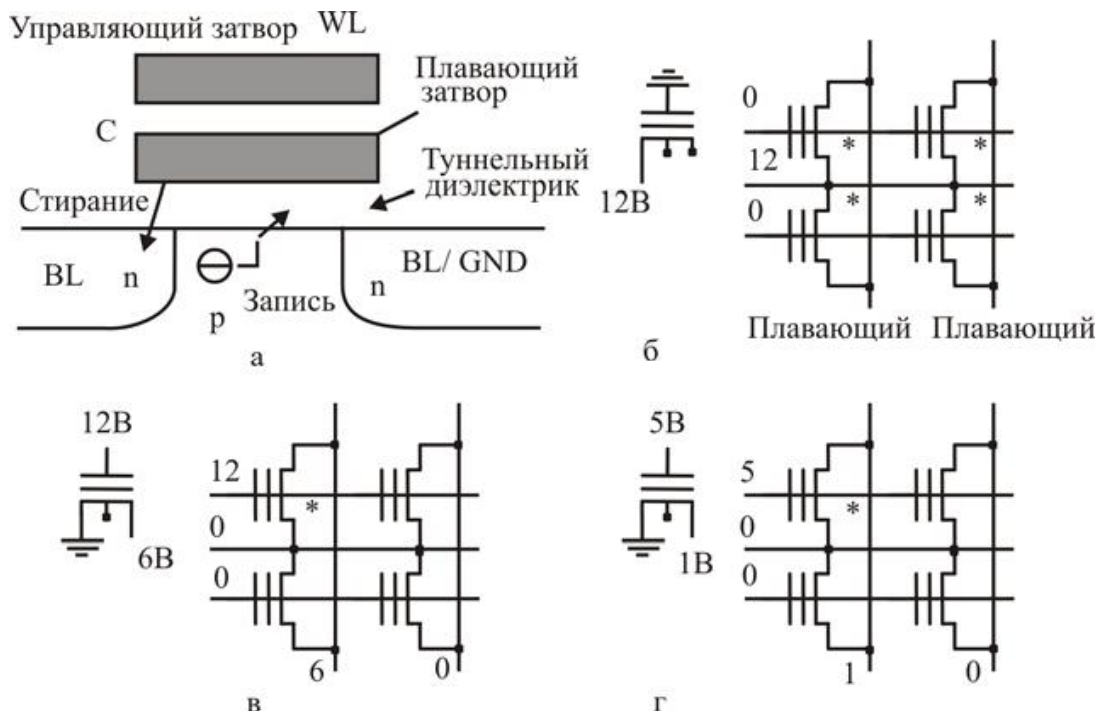 Управляющий затвор WL
Плавающий
затвор
C
Туннельный
диэлектрик
Стирание
BL n
BL/ GND
n
Запись
p
а
12В
0
12
0
*
*
*
*
Плавающий Плавающий
б
12В
6В
12
0
0
*
6
0
в
5В
1В
5
0
0
*
1
0
г